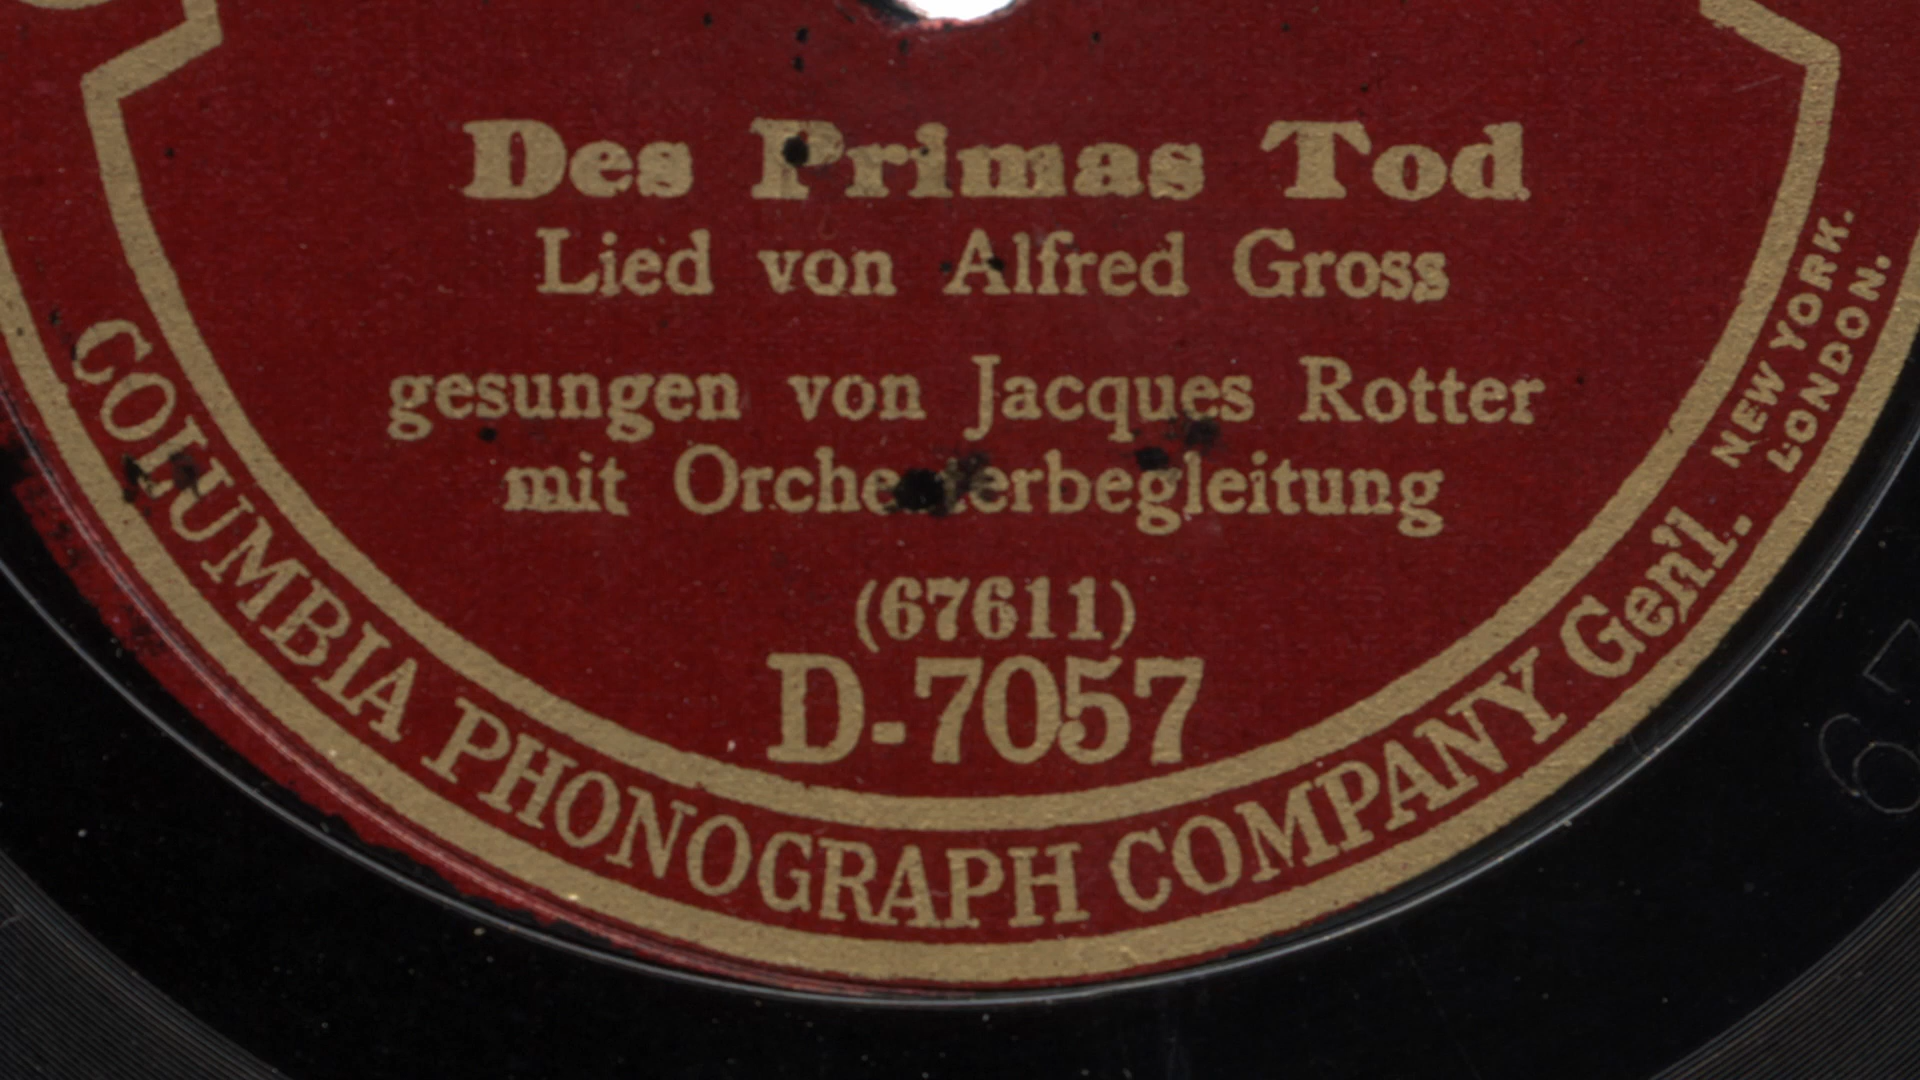 Des Primas Tod
Lied von Alfred Gross
gesungen von Jacques Rotter
mit Orchesterbegleitung
(67611)
D-7057
COLUMBIA PHONOGRAPH COMPANY Gen'l.
NEW YORK.
LONDON.
67